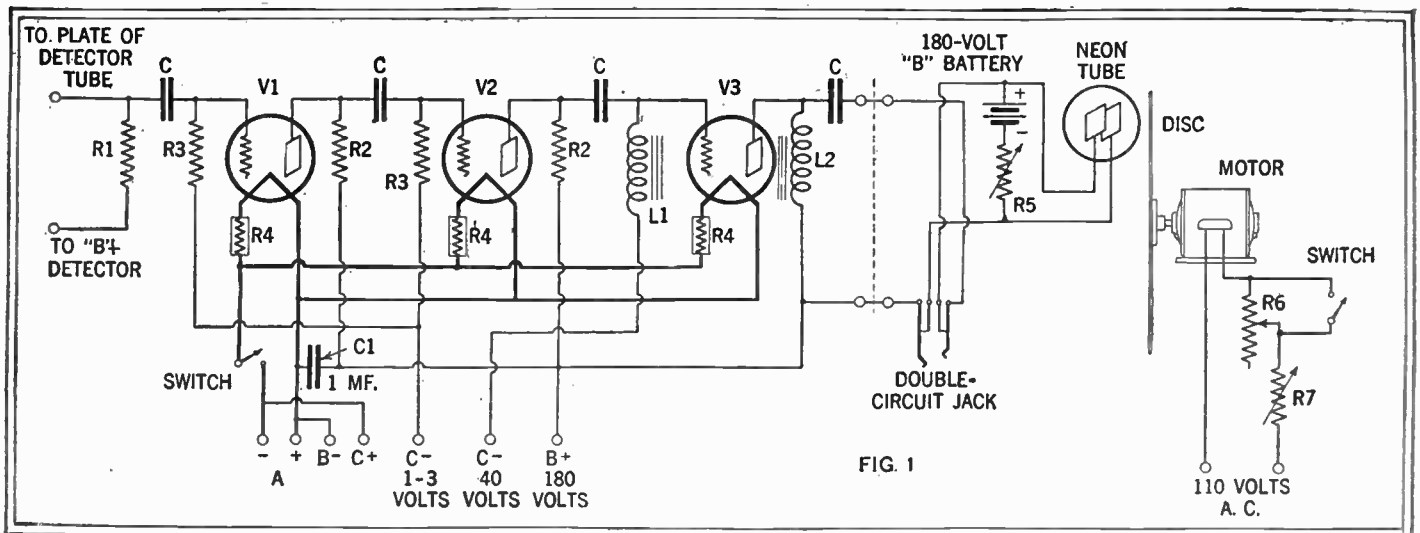 TO. PLATE OF
DETECTOR
TUBE
C
V1
C
V2
C
V3
C
180-VOLT
"B" BATTERY
NEON
TUBE
+
-
DISC
MOTOR
R1
R3
R2
R3
R2
L1
L2
R5
R4
R4
R4
TO "B"+
DETECTOR
SWITCH
R6
R7
SWITCH
C1
1 MF.
DOUBLE-
CIRCUIT JACK
- + B- C+
A
C-
1-3
VOLTS
C-
40
VOLTS
B+
180
VOLTS
FIG. 1
110 VOLTS
A. C.